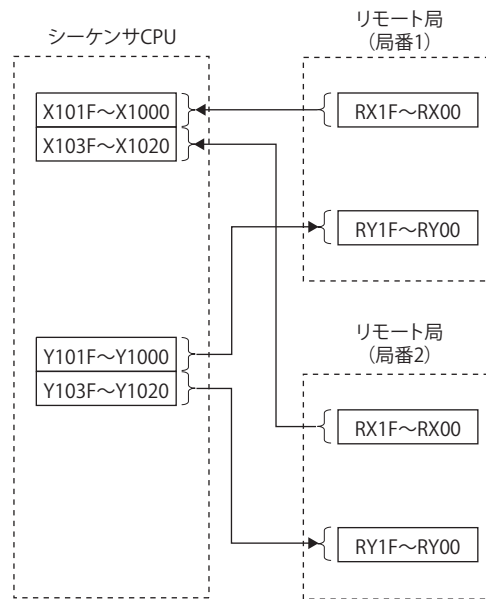 シーケンサCPU
X101F～X1000
X103F～X1020
Y101F～Y1000
Y103F～Y1020
リモート局
（局番1）
RX1F～RX00
RY1F～RY00
リモート局
（局番2）
RX1F～RX00
RY1F～RY00